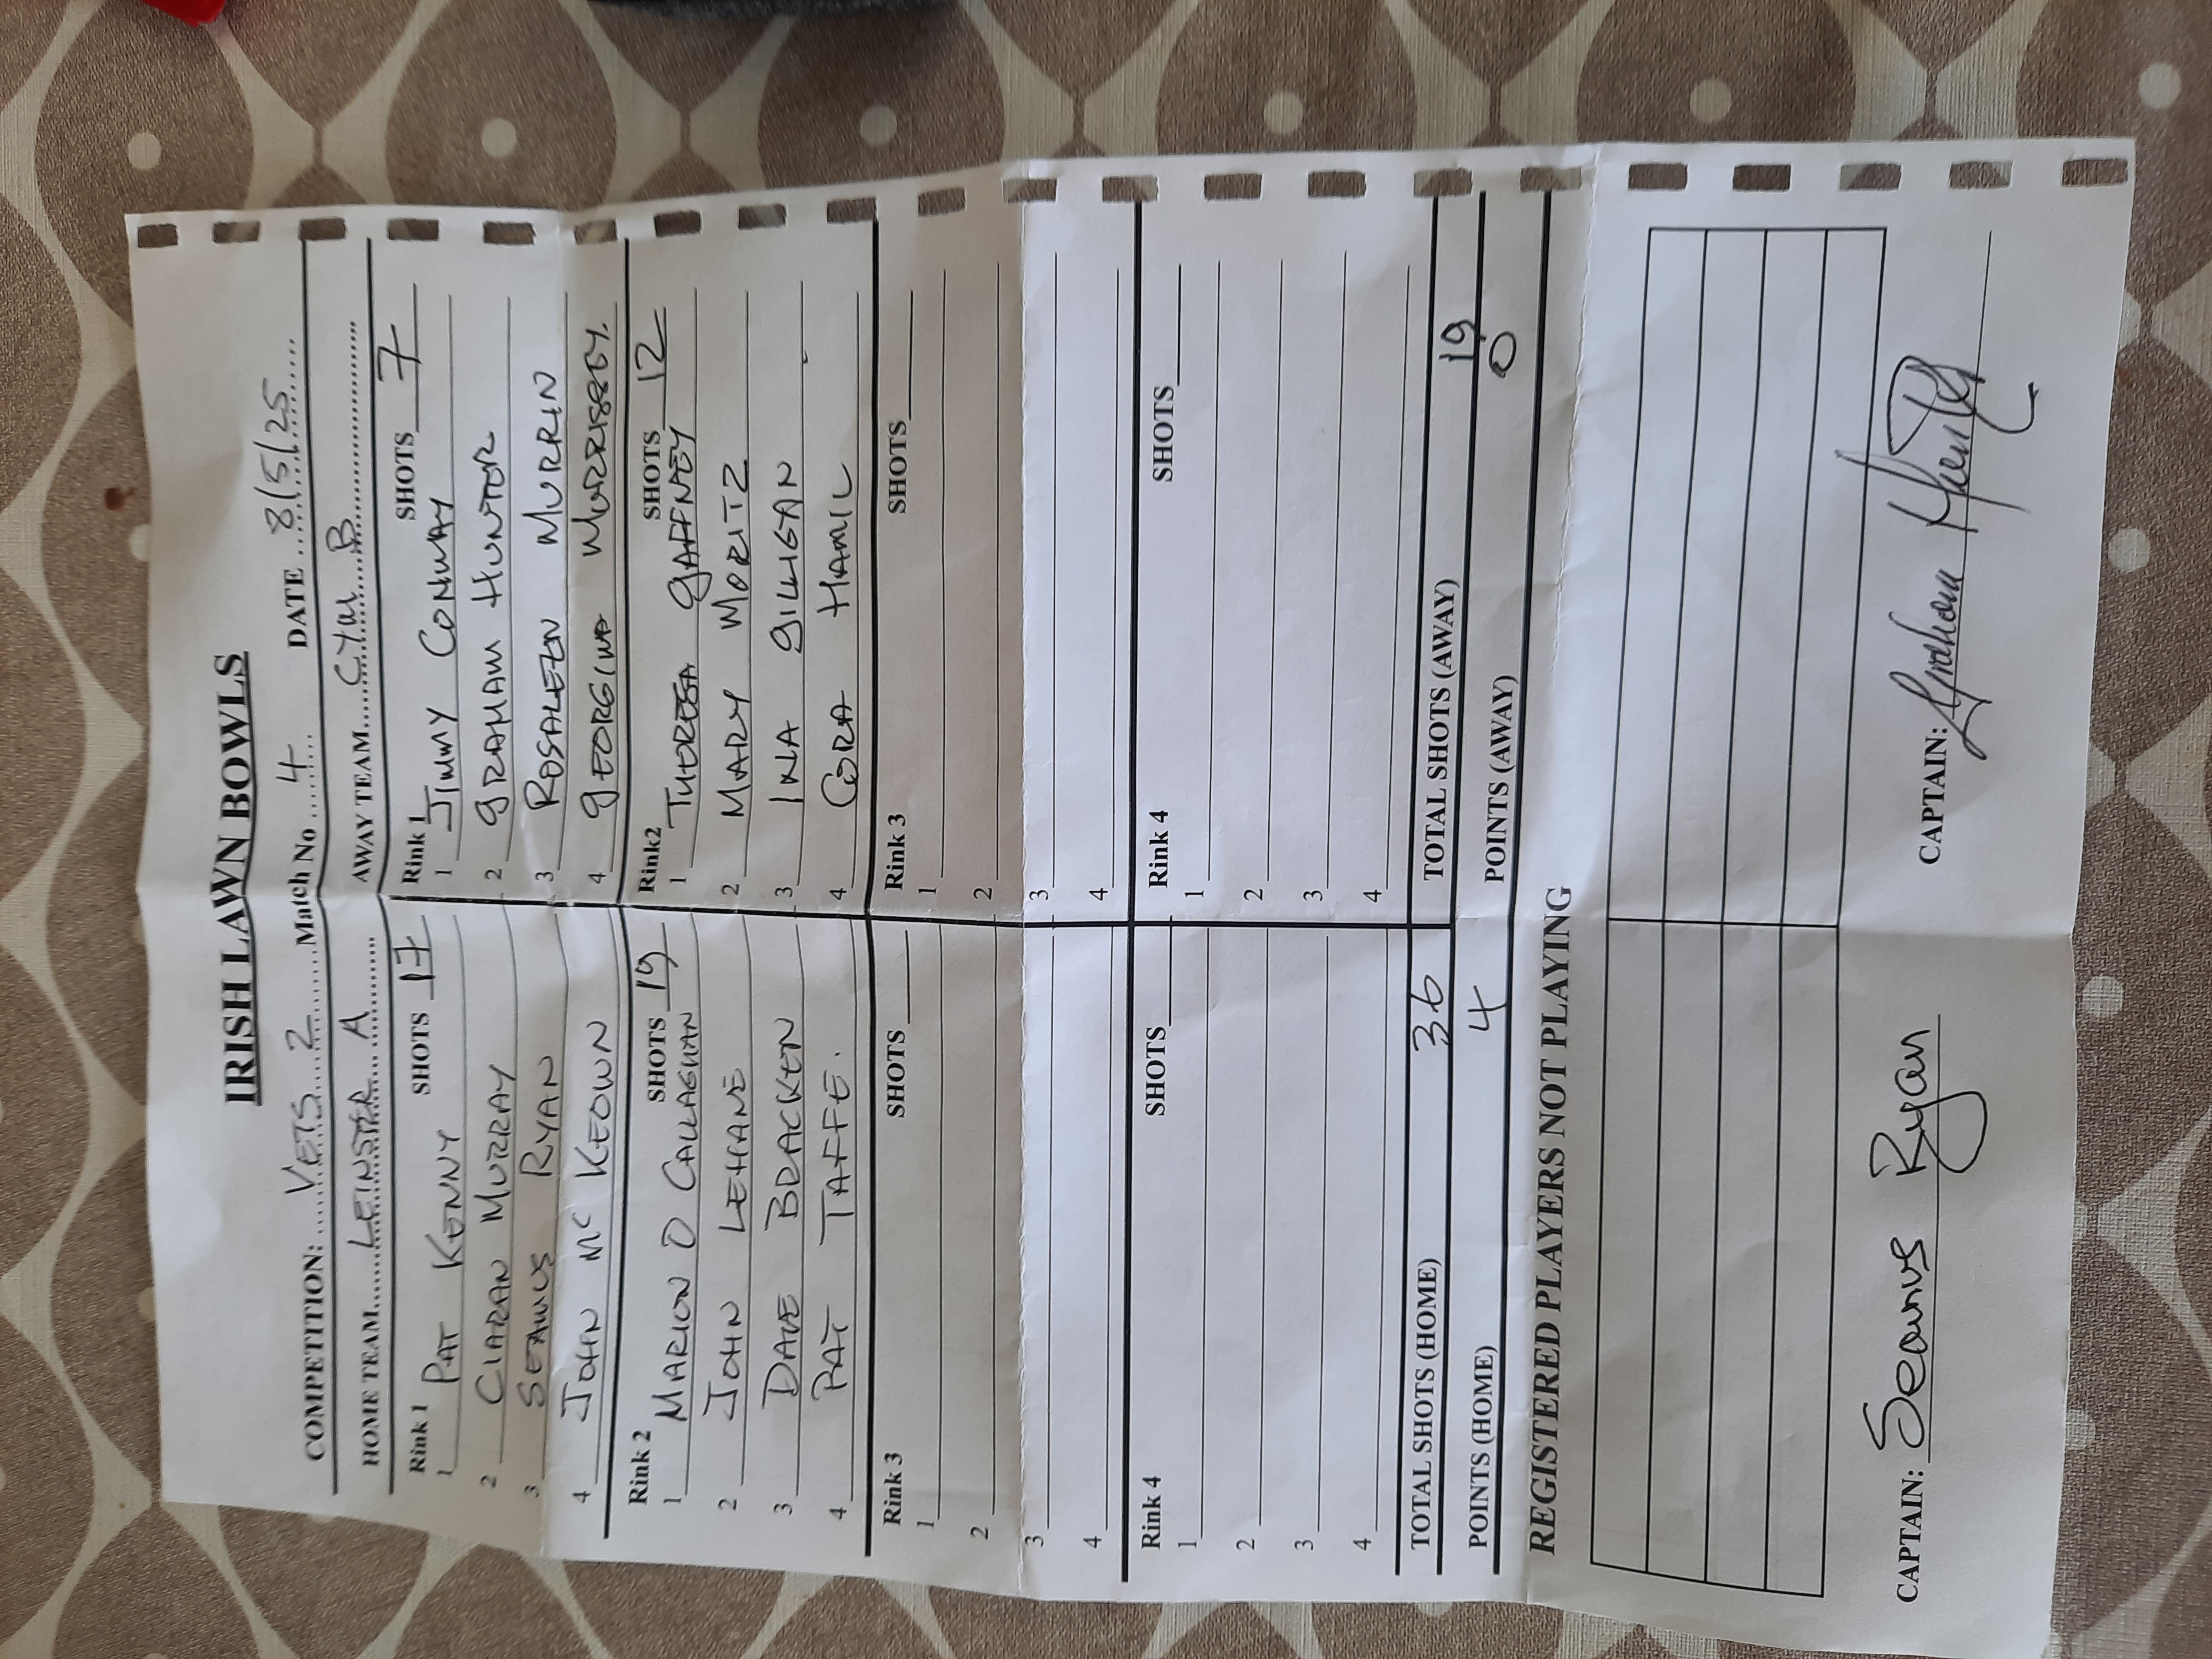 IRISH LAWN BOWLS
COMPETITION: VETS 2 Match No 4 DATE 8/5/25
HOME TEAM LEINSTER A AWAY TEAM CYM B
Rink 1 SHOTS 17 Rink 1 SHOTS 7
1 PAT KENNY 1 JIMMY CONWAY
2 CIARAN MURRAY 2 GRAHAM HUNTOR
3 SEAMUS RYAN 3 ROSALEEN MURRIN
4 JOHN Mc KEOWN 4 GEORGINA
Rink 2 SHOTS 19 Rink2 SHOTS 12
1 MARION O CALLAGHAN 1 THERESA GAFFNEY
2 JOHN LEHANE 2 MARY MORITZ
3 DAVE BRACKEN 3 INA GILLIGAN
4 PAT TAFFE. 4 CORA HAMIL
Rink 3 SHOTS Rink 3 SHOTS
1 1
2 2
3 3
4 4
Rink 4 SHOTS Rink 4 SHOTS
1 1
2 2
3 3
4 4
TOTAL SHOTS (HOME) 36 TOTAL SHOTS (AWAY) 19
POINTS (HOME) 4 POINTS (AWAY) 0
REGISTERED PLAYERS NOT PLAYING
CAPTAIN: Seamus Ryan CAPTAIN: Graham